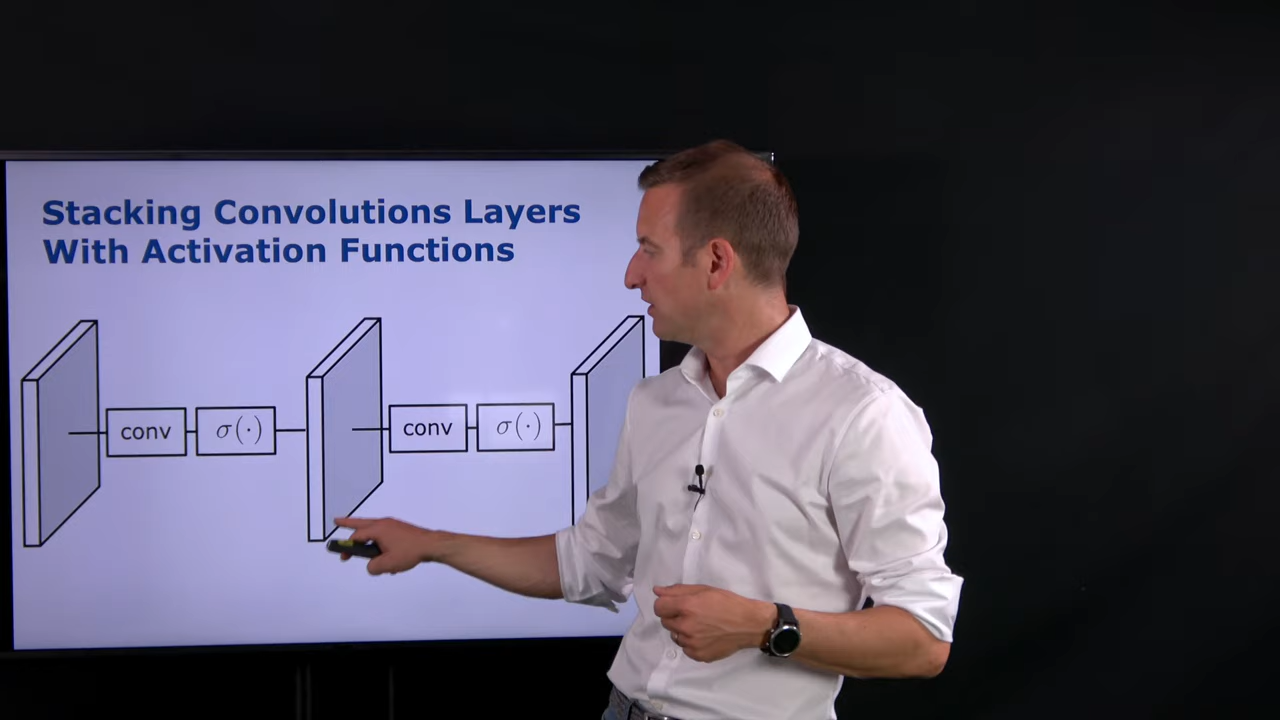 Stacking Convolutions Layers
With Activation Functions
conv σ(·) conv σ(·)